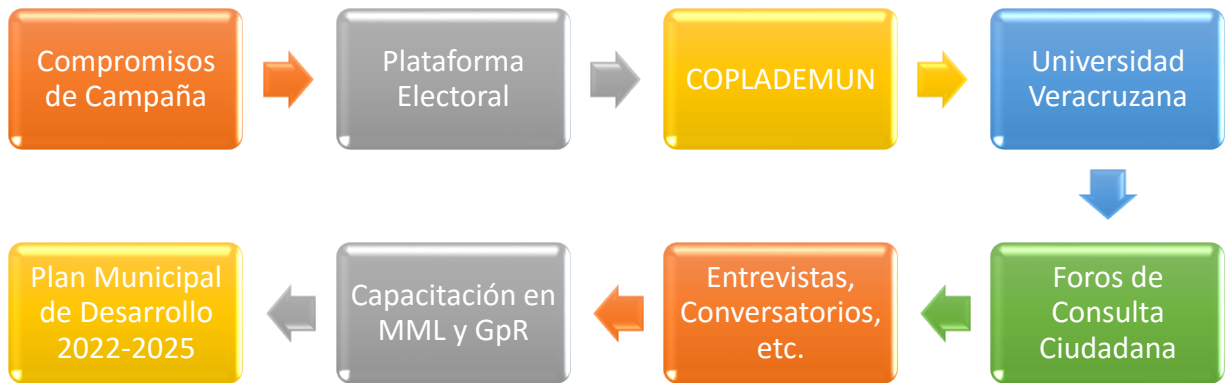 Compromisos
de Campaña
Plataforma
Electoral
COPLADEMUN
Universidad
Veracruzana
Foros de
Consulta
Ciudadana
Entrevistas,
Conversatorios,
etc.
Capacitación en
MML y GpR
Plan Municipal
de Desarrollo
2022-2025